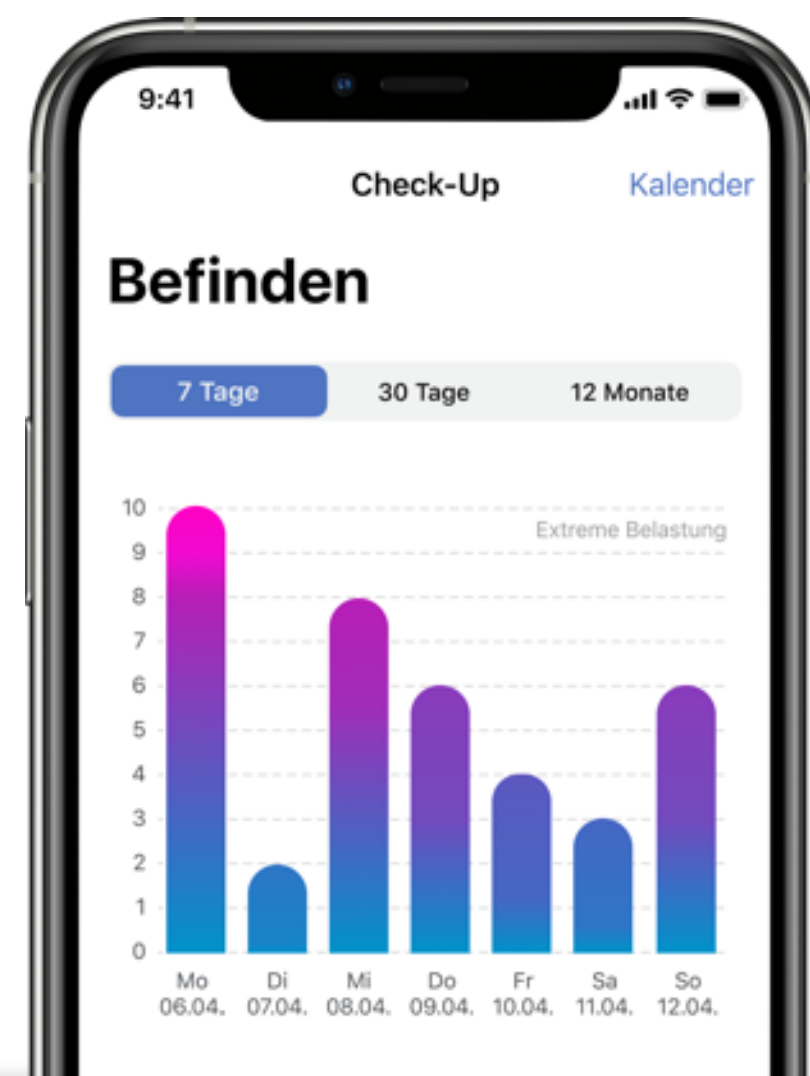 9:41
Check-Up Kalender
Befinden
7 Tage 30 Tage 12 Monate
10
Extreme Belastung
9
8
7
6
5
4
3
2
1
0
Mo Di Mi Do Fr Sa So
06.04. 07.04. 08.04. 09.04. 10.04. 11.04. 12.04.